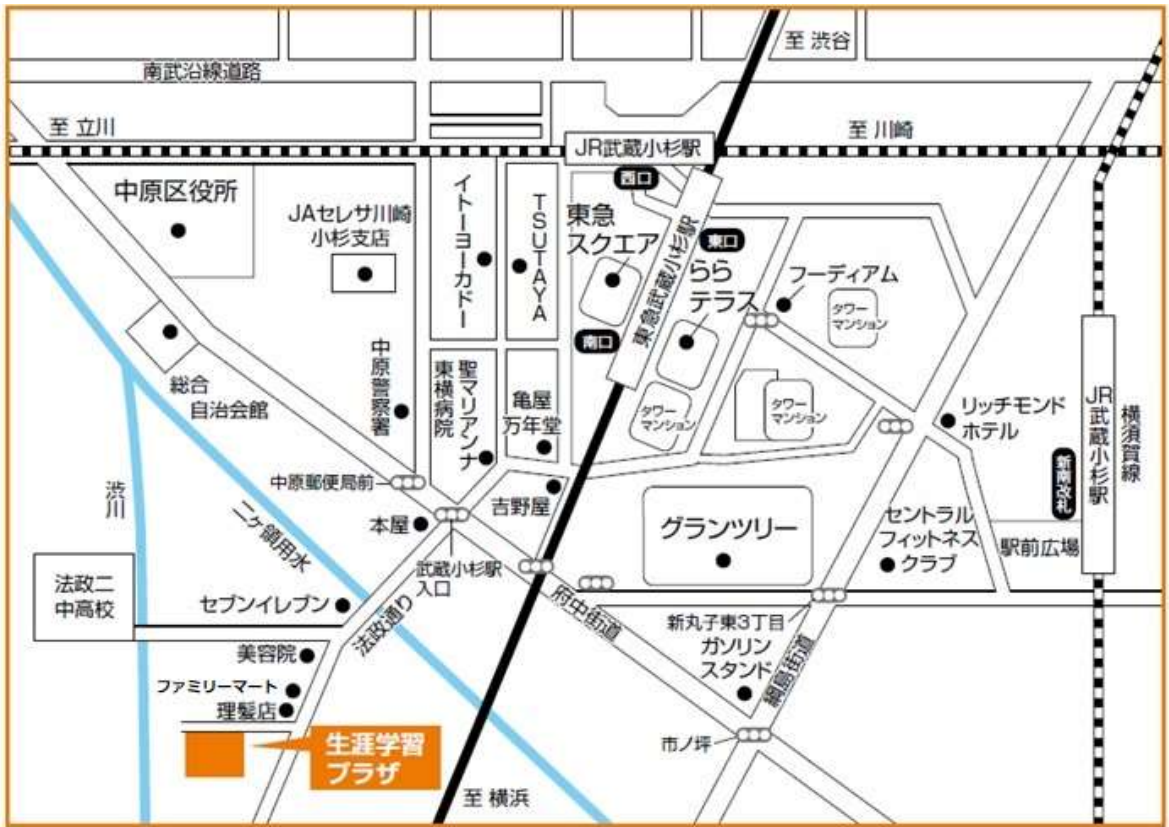 至 渋谷
南武沿線道路
至 立川
至 川崎
JR武蔵小杉駅
西口
中原区役所
JAセレサ川崎
小杉支店
イトーヨーカドー
TSUTAYA
東急
スクエア
東急武蔵小杉駅
東口
らら
テラス
フーディアム
タワー
マンション
南口
総合
自治会館
中原警察署
聖マリアンナ
東横病院
亀屋
万年堂
タワー
マンション
タワー
マンション
リッチモンド
ホテル
JR武蔵小杉駅
横須賀線
新南改札
中原郵便局前
渋川
二ヶ領用水
本屋
吉野屋
グランツリー
セントラル
フィットネス
クラブ
駅前広場
武蔵小杉駅
入口
法政二
中高校
セブンイレブン
法政通り
府中街道
新丸子東3丁目
ガソリン
スタンド
綱島街道
美容院
ファミリーマート
理髪店
生涯学習
プラザ
市ノ坪
至 横浜